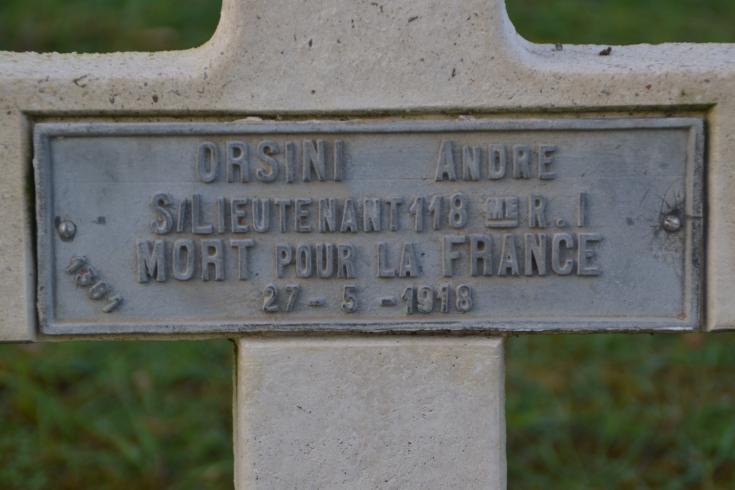 ORSINI ANDRE
S/LIEUTENANT 118 ME R.I
MORT POUR LA FRANCE
27-5-1918